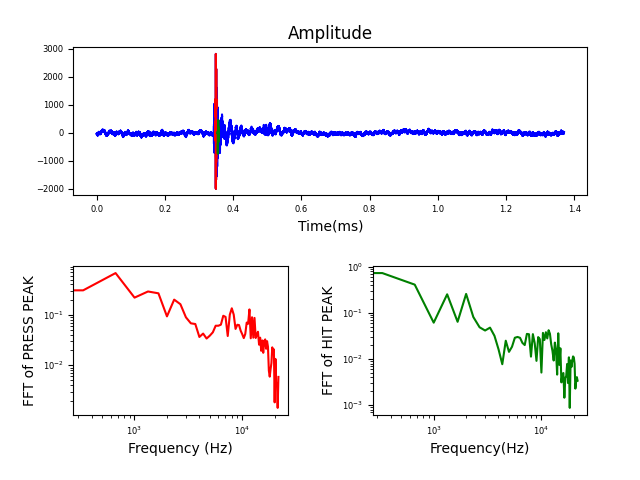 Amplitude
3000
2000
1000
0
−1000
−2000
0.0 0.2 0.4 0.6 0.8 1.0 1.2 1.4
Time(ms)
FFT of PRESS PEAK
10⁻¹
10⁻²
10³ 10⁴
Frequency (Hz)
FFT of HIT PEAK
10⁰
10⁻¹
10⁻²
10⁻³
10³ 10⁴
Frequency(Hz)